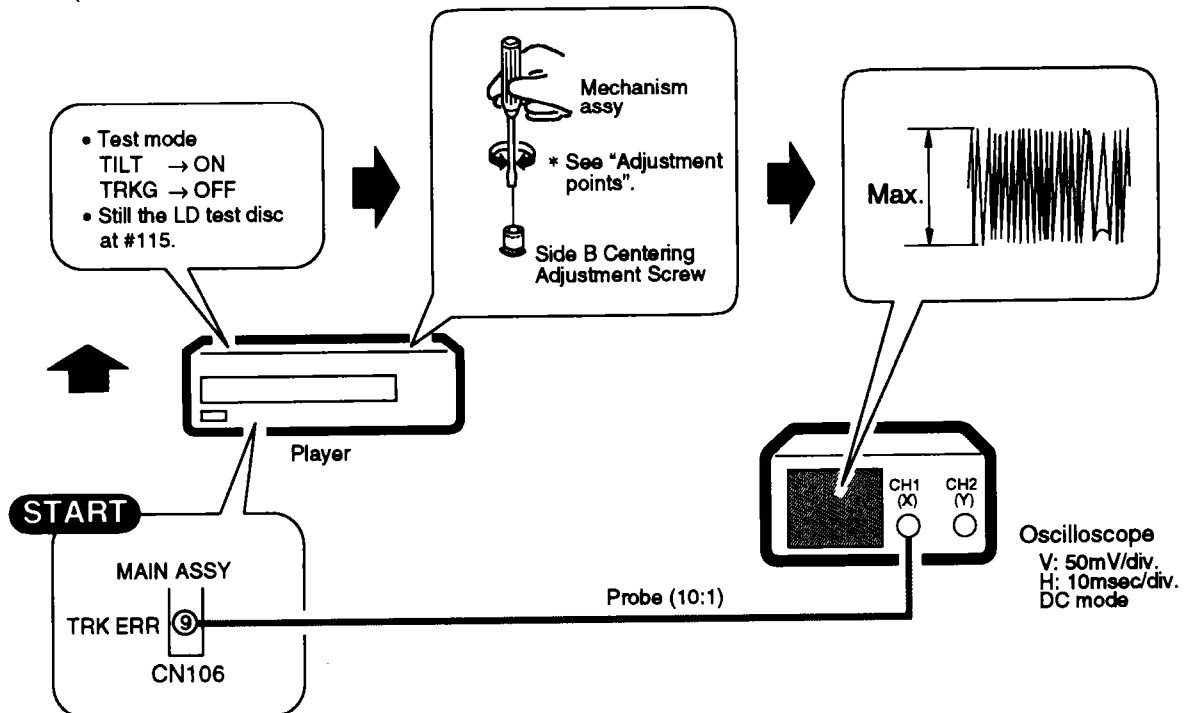 • Test mode
TILT → ON
TRKG → OFF
• Still the LD test disc
at #115.
Mechanism
assy
* See “Adjustment
points”.
Side B Centering
Adjustment Screw
Max.
Player
START
MAIN ASSY
TRK ERR ⑨
CN106
Probe (10:1)
CH1
(X)
CH2
(Y)
Oscilloscope
V: 50mV/div.
H: 10msec/div.
DC mode